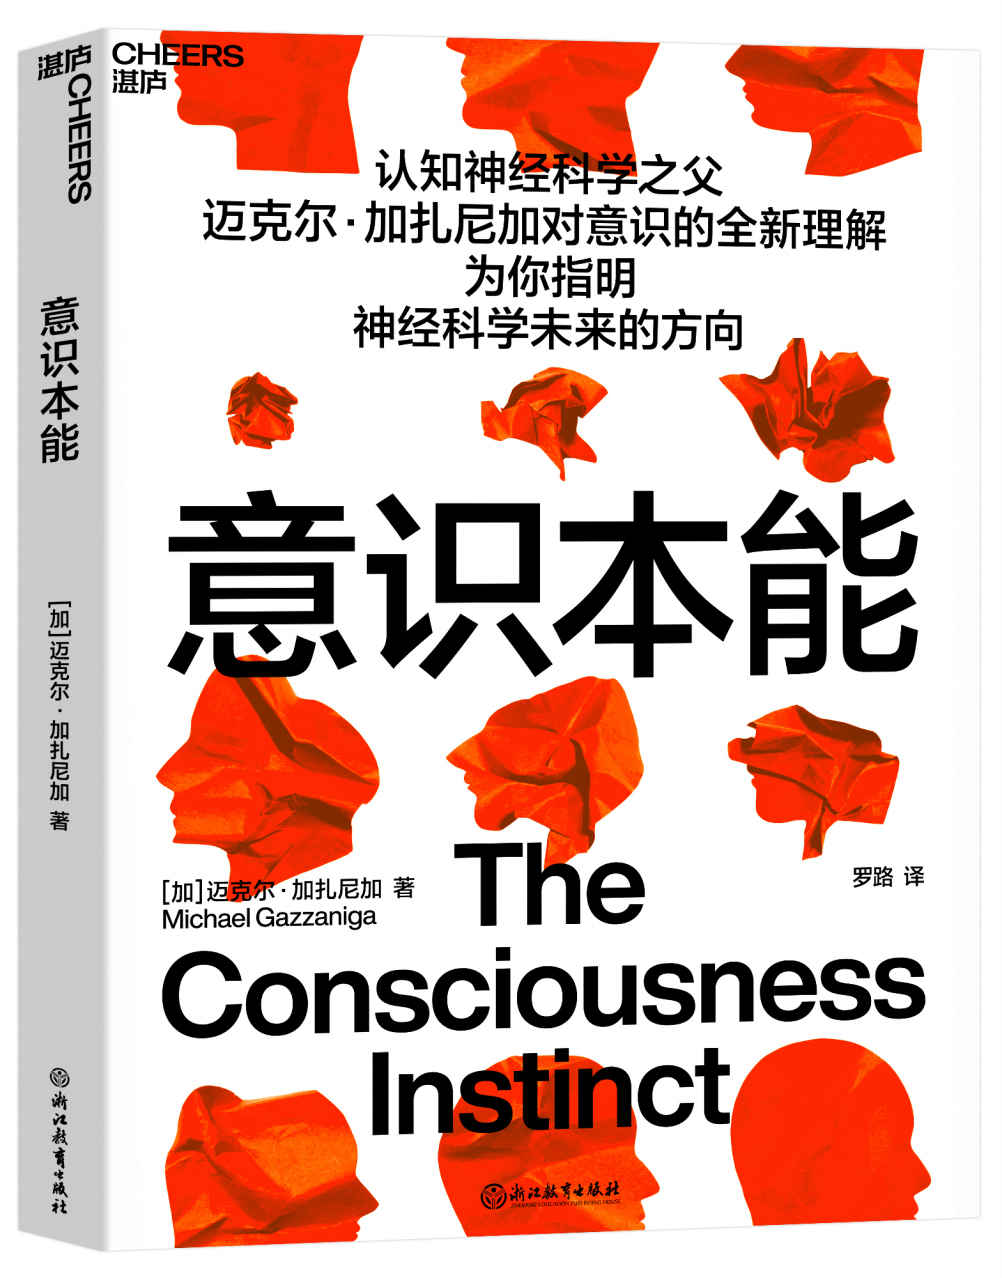 湛庐CHEERS
意识本能
[加]迈克尔·加扎尼加 著
浙江教育出版社
CHEERS
湛庐
认知神经科学之父
迈克尔·加扎尼加对意识的全新理解
为你指明
神经科学未来的方向
意识本能
[加]迈克尔·加扎尼加 著
Michael Gazzaniga
罗路 译
The
Consciousness
Instinct
浙江教育出版社